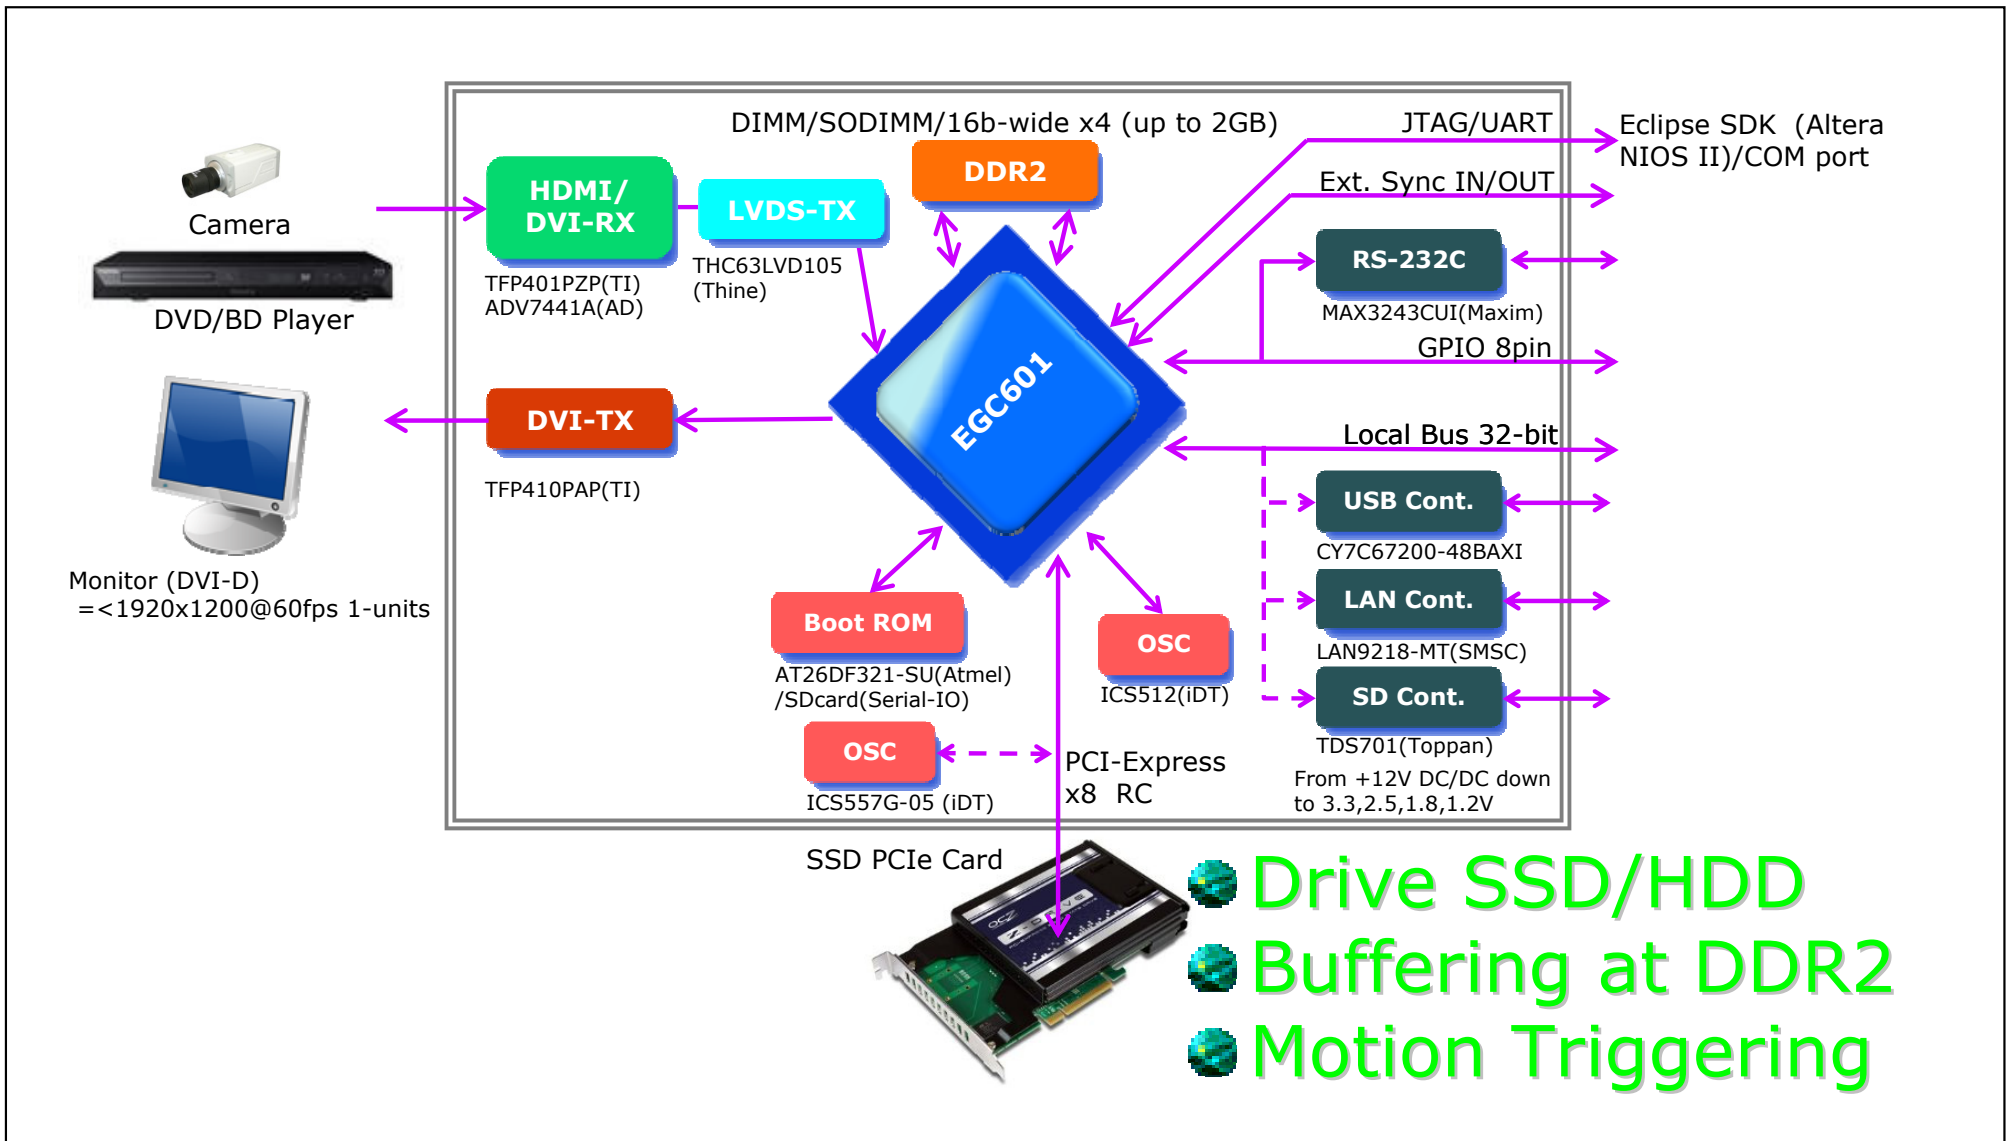 DIMM/SODIMM/16b-wide x4 (up to 2GB)
JTAG/UART
Eclipse SDK (Altera
NIOS II)/COM port
DDR2
HDMI/
DVI-RX
LVDS-TX
Ext. Sync IN/OUT
Camera
TFP401PZP(TI)
ADV7441A(AD)
THC63LVD105
(Thine)
RS-232C
MAX3243CUI(Maxim)
DVD/BD Player
GPIO 8pin
EGC601
DVI-TX
TFP410PAP(TI)
Local Bus 32-bit
USB Cont.
CY7C67200-48BAXI
Monitor (DVI-D)
=<1920x1200@60fps 1-units
LAN Cont.
LAN9218-MT(SMSC)
Boot ROM
AT26DF321-SU(Atmel)
/SDcard(Serial-IO)
OSC
ICS512(iDT)
SD Cont.
TDS701(Toppan)
OSC
ICS557G-05 (iDT)
PCI-Express
x8 RC
From +12V DC/DC down
to 3.3,2.5,1.8,1.2V
SSD PCIe Card
OCZ
Z-DRIVE
Drive SSD/HDD
Buffering at DDR2
Motion Triggering